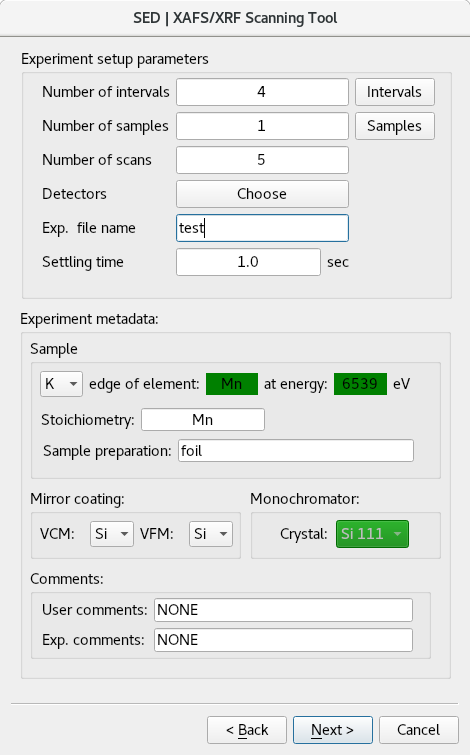 SED | XAFS/XRF Scanning Tool
Experiment setup parameters
Number of intervals 4 Intervals
Number of samples 1 Samples
Number of scans 5
Detectors Choose
Exp. file name test
Settling time 1.0 sec
Experiment metadata:
Sample
K edge of element: Mn at energy: 6539 eV
Stoichiometry: Mn
Sample preparation: foil
Mirror coating: Monochromator:
VCM: Si VFM: Si Crystal: Si 111
Comments:
User comments: NONE
Exp. comments: NONE
< Back Next > Cancel